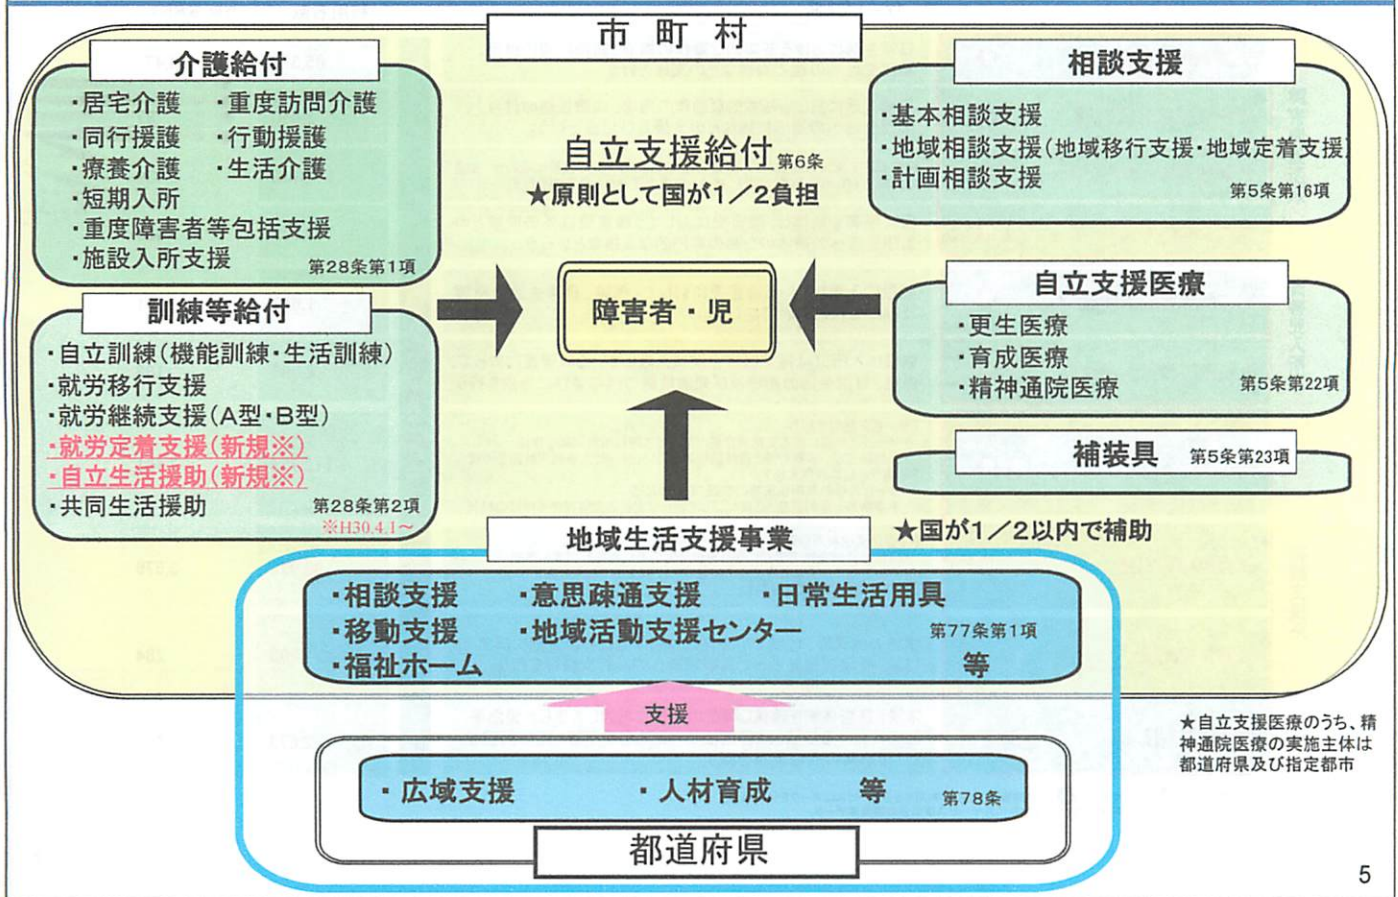 市 町 村
介護給付
・居宅介護 ・重度訪問介護
・同行援護 ・行動援護
・療養介護 ・生活介護
・短期入所
・重度障害者等包括支援
・施設入所支援 第28条第1項
訓練等給付
・自立訓練(機能訓練・生活訓練)
・就労移行支援
・就労継続支援(A型・B型)
・就労定着支援(新規※)
・自立生活援助(新規※)
・共同生活援助 第28条第2項
※H30.4.1~
自立支援給付 第6条
★原則として国が1/2負担
障害者・児
相談支援
・基本相談支援
・地域相談支援(地域移行支援・地域定着支援)
・計画相談支援 第5条第16項
自立支援医療
・更生医療
・育成医療
・精神通院医療 第5条第22項
補装具 第5条第23項
地域生活支援事業 ★国が1/2以内で補助
・相談支援 ・意思疎通支援 ・日常生活用具
・移動支援 ・地域活動支援センター 第77条第1項
・福祉ホーム 等
支援
・広域支援 ・人材育成 等 第78条
都道府県
★自立支援医療のうち、精
神通院医療の実施主体は
都道府県及び指定都市
5